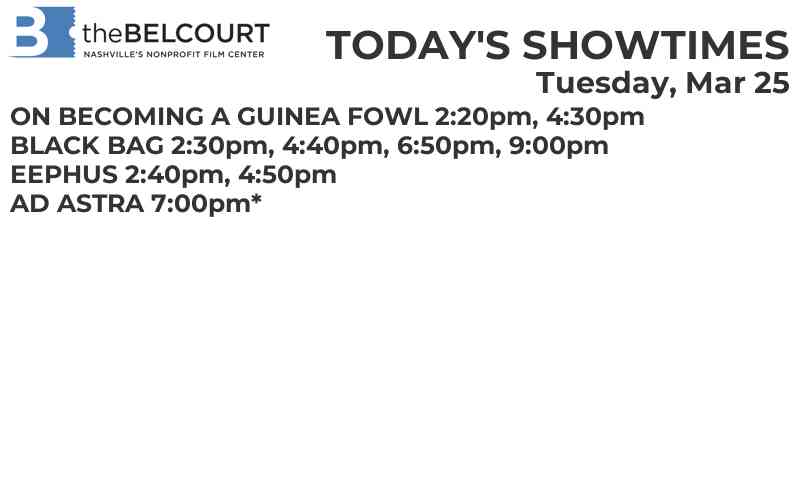 B theBELCOURT
NASHVILLE'S NONPROFIT FILM CENTER
TODAY'S SHOWTIMES
Tuesday, Mar 25
ON BECOMING A GUINEA FOWL 2:20pm, 4:30pm
BLACK BAG 2:30pm, 4:40pm, 6:50pm, 9:00pm
EEPHUS 2:40pm, 4:50pm
AD ASTRA 7:00pm*